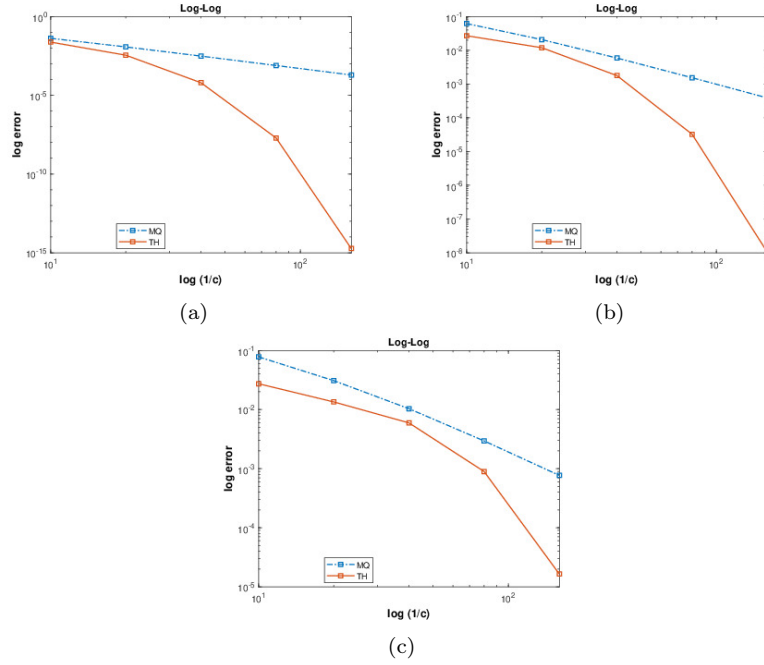 Log-Log
10^0
10^-5
10^-10
10^-15
log error
MQ
TH
10^1
10^2
log (1/c)
(a)
Log-Log
10^-1
10^-2
10^-3
10^-4
10^-5
10^-6
10^-7
10^-8
log error
MQ
TH
10^1
10^2
log (1/c)
(b)
Log-Log
10^-1
10^-2
10^-3
10^-4
10^-5
log error
MQ
TH
10^1
10^2
log (1/c)
(c)